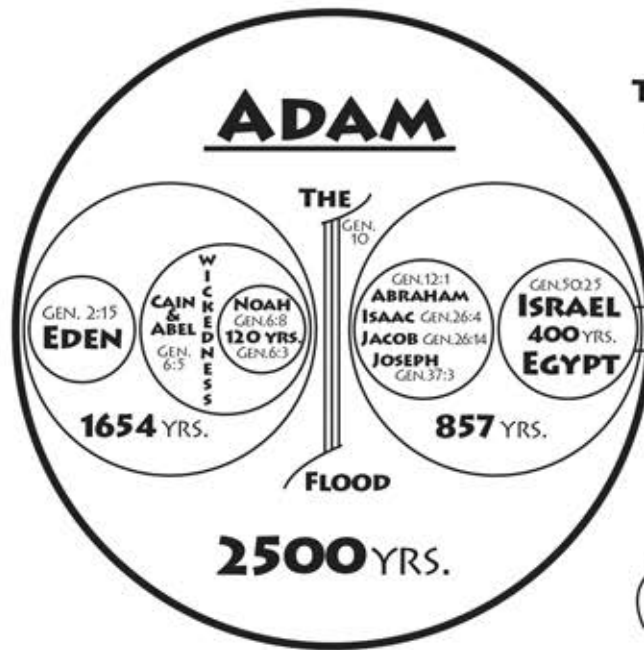 ADAM
THE
GEN.
10
GEN. 2:15
EDEN
CAIN
&
ABEL
GEN.
6:5
WICKEDNESS
NOAH
GEN.6:8
120 YRS.
GEN.6:3
1654 YRS.
GEN.12:1
ABRAHAM
ISAAC GEN.26:4
JACOB GEN.26:14
JOSEPH
GEN.37:3
GEN.50:25
ISRAEL
400 YRS.
EGYPT
857 YRS.
FLOOD
2500 YRS.
T